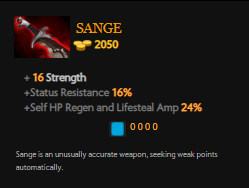 SANGE
2050
+ 16 Strength
+Status Resistance 16%
+Self HP Regen and Lifesteal Amp 24%
0 0 0 0
Sange is an unusually accurate weapon, seeking weak points
automatically.